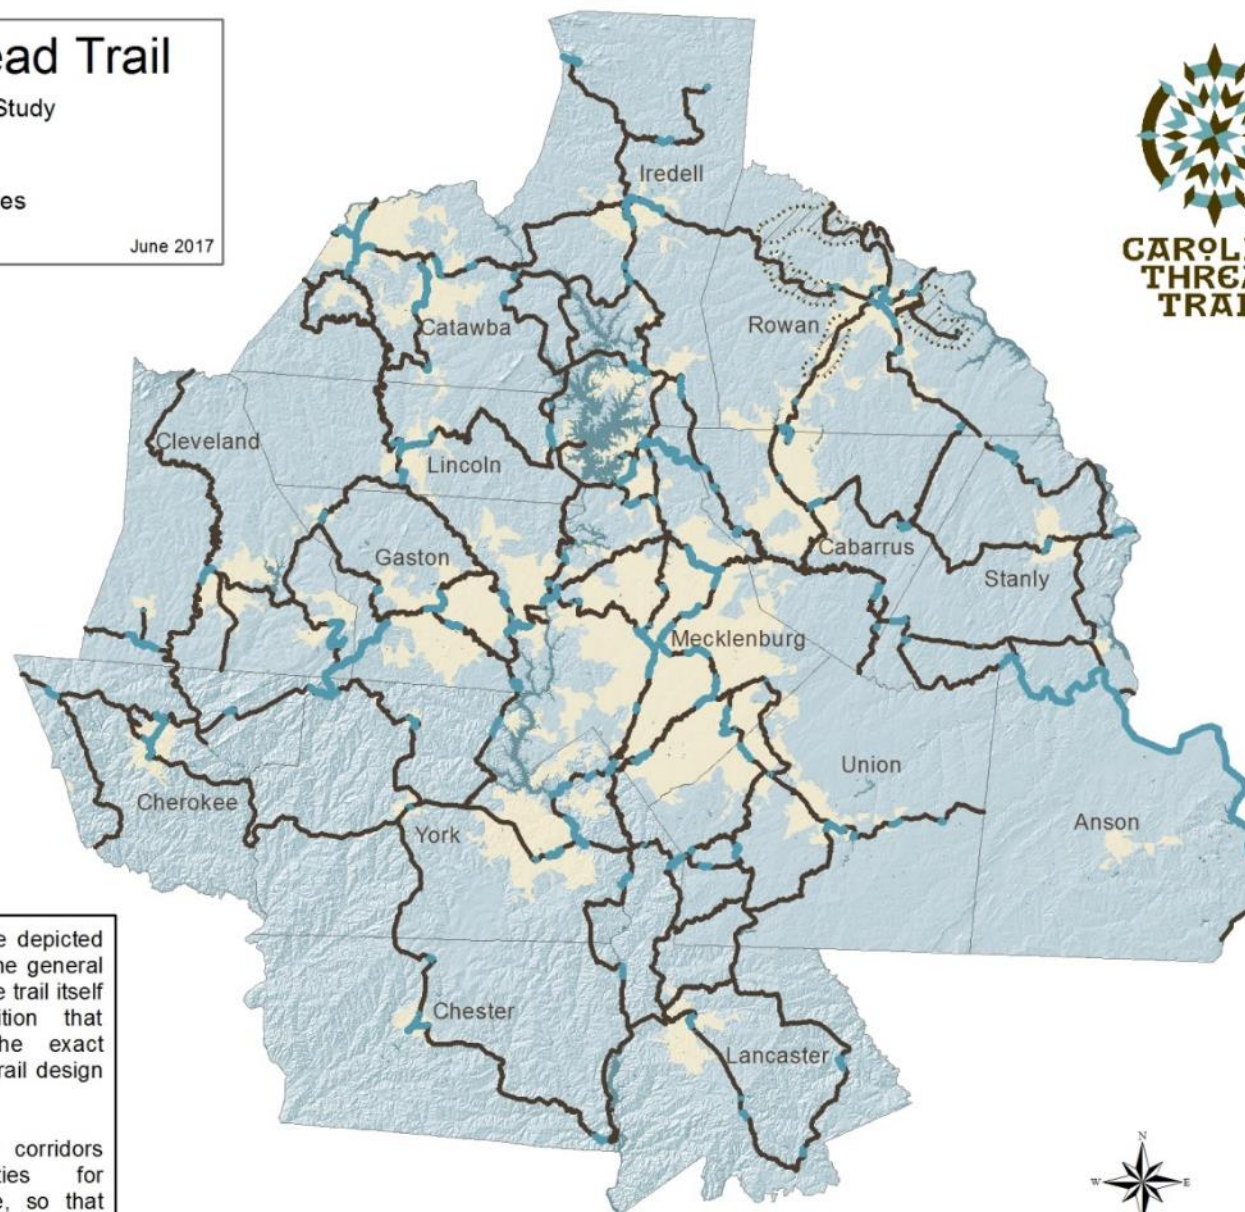 ead Trail
Study
es
June 2017
CAROL
THREA
TRAI
Iredell
Rowan
Catawba
Cleveland
Lincoln
Gaston
Cabarrus
Stanly
Mecklenburg
Union
Cherokee
York
Anson
Chester
Lancaster
e depicted
he general
e trail itself
ition that
he exact
rail design
corridors
ties for
e, so that
N
W E